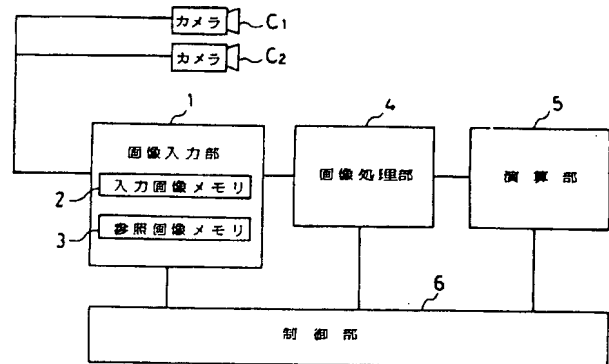 カメラ C1
カメラ C2
1
4
5
画像入力部
画像処理部
演算部
2 入力画像メモリ
3 参照画像メモリ
6
制御部